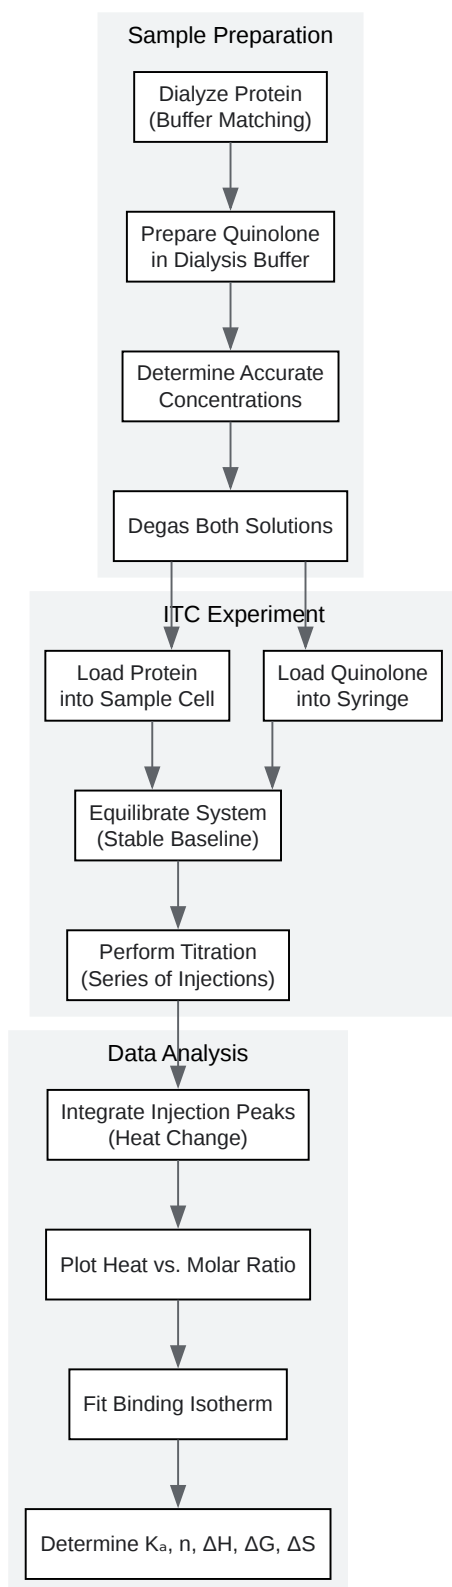 Sample Preparation
Dialyze Protein
(Buffer Matching)
Prepare Quinolone
in Dialysis Buffer
Determine Accurate
Concentrations
Degas Both Solutions
ITC Experiment
Load Protein
into Sample Cell
Load Quinolone
into Syringe
Equilibrate System
(Stable Baseline)
Perform Titration
(Series of Injections)
Data Analysis
Integrate Injection Peaks
(Heat Change)
Plot Heat vs. Molar Ratio
Fit Binding Isotherm
Determine Kₐ, n, ΔH, ΔG, ΔS